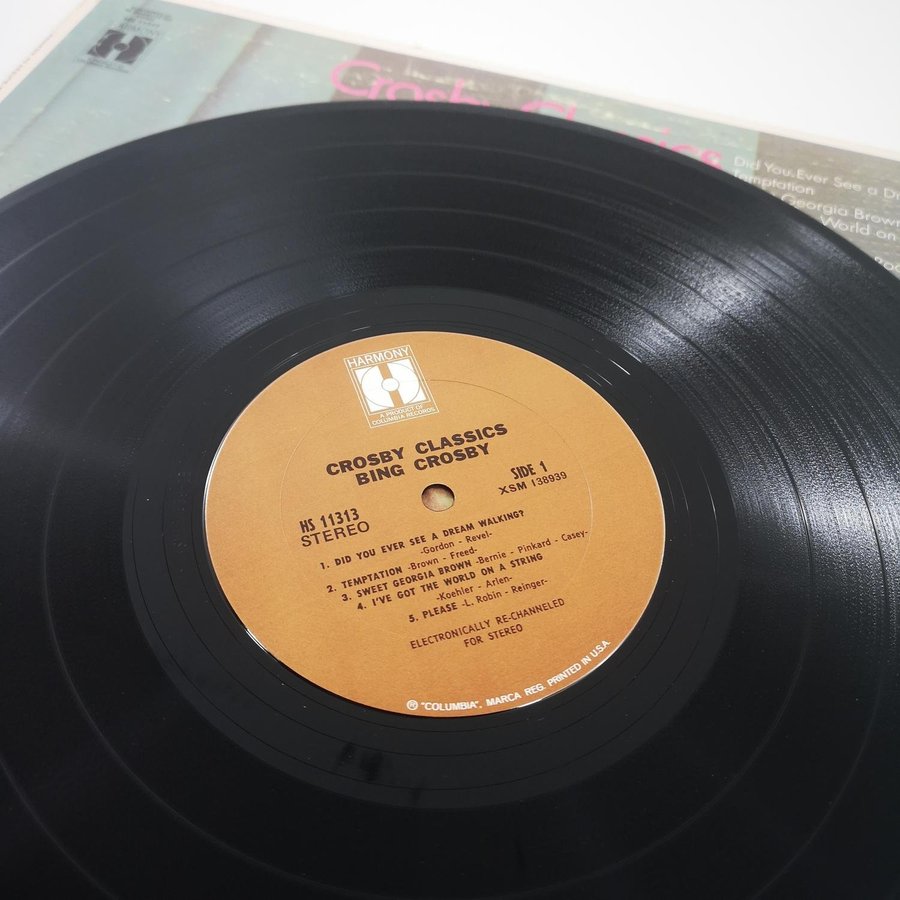 Crosby Classics
Did You Ever See a Dr
Temptation
Georgia Brown
World on
HARMONY
A PRODUCT OF
COLUMBIA RECORDS
CROSBY CLASSICS
BING CROSBY
SIDE 1
XSM 138939
HS 11313
STEREO
1. DID YOU EVER SEE A DREAM WALKING?
-Gordon - Revel-
2. TEMPTATION -Brown - Freed-
3. SWEET GEORGIA BROWN -Bernie - Pinkard - Casey-
4. I'VE GOT THE WORLD ON A STRING
-Koehler - Arlen-
5. PLEASE -L. Robin - Reinger-
ELECTRONICALLY RE-CHANNELED
FOR STEREO
® "COLUMBIA", MARCA REG. PRINTED IN U.S.A.